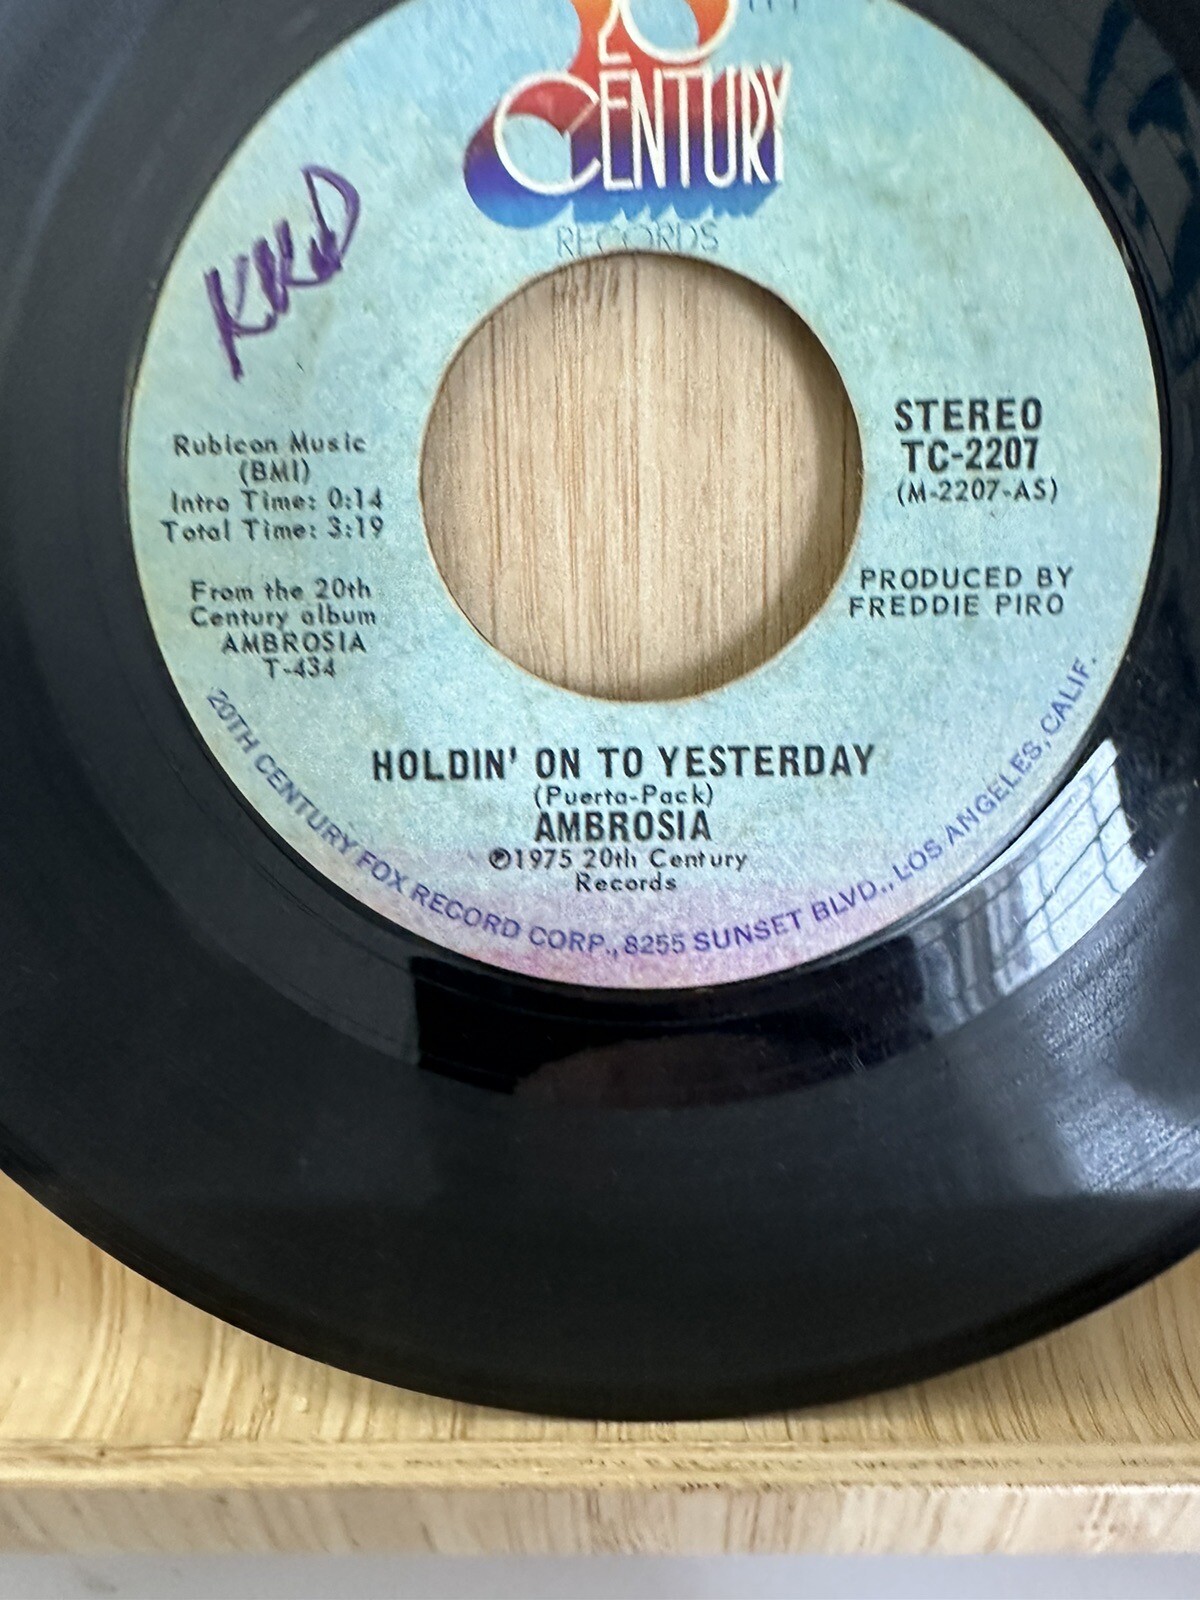 20TH
CENTURY
RECORDS
Rubicon Music
(BMI)
Intro Time: 0:14
Total Time: 3:19
From the 20th
Century album
AMBROSIA
T-434
STEREO
TC-2207
(M-2207-AS)
PRODUCED BY
FREDDIE PIRO
HOLDIN' ON TO YESTERDAY
(Puerta-Pack)
AMBROSIA
℗1975 20th Century
Records
20TH CENTURY FOX RECORD CORP., 8255 SUNSET BLVD., LOS ANGELES, CALIF.